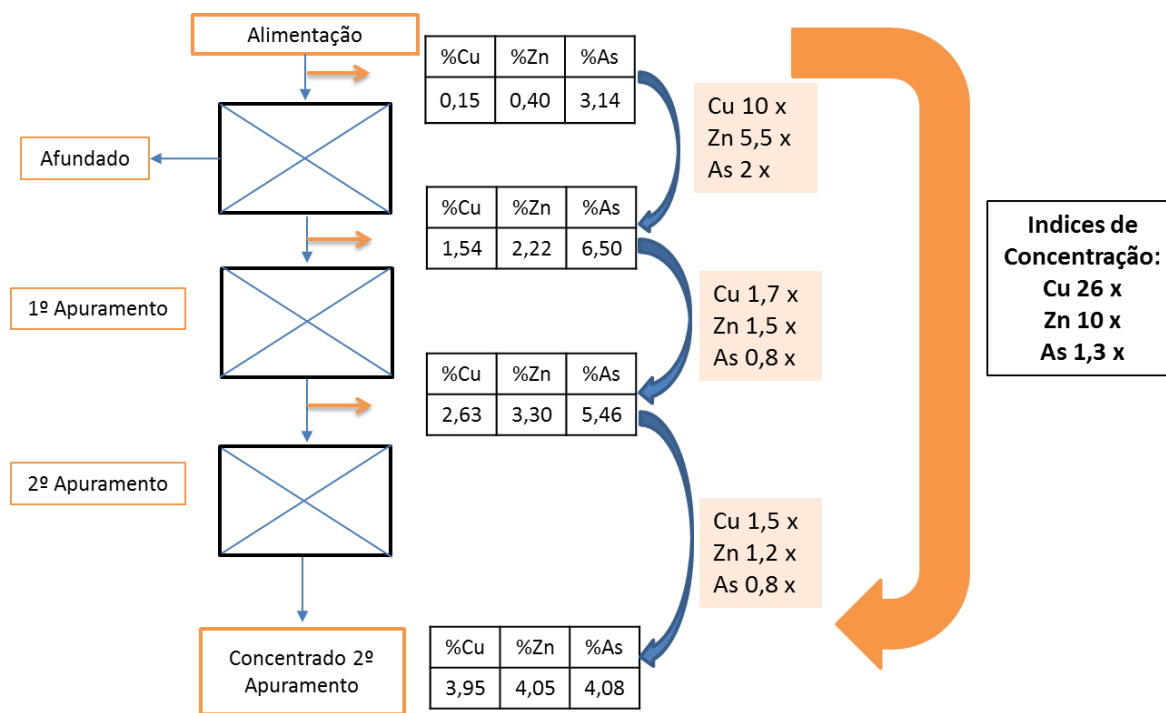 Alimentação
%Cu %Zn %As
0,15 0,40 3,14
Cu 10 x
Zn 5,5 x
As 2 x
Afundado
%Cu %Zn %As
1,54 2,22 6,50
Indices de
Concentração:
Cu 26 x
Zn 10 x
As 1,3 x
1º Apuramento
Cu 1,7 x
Zn 1,5 x
As 0,8 x
%Cu %Zn %As
2,63 3,30 5,46
2º Apuramento
Cu 1,5 x
Zn 1,2 x
As 0,8 x
Concentrado 2º
Apuramento
%Cu %Zn %As
3,95 4,05 4,08